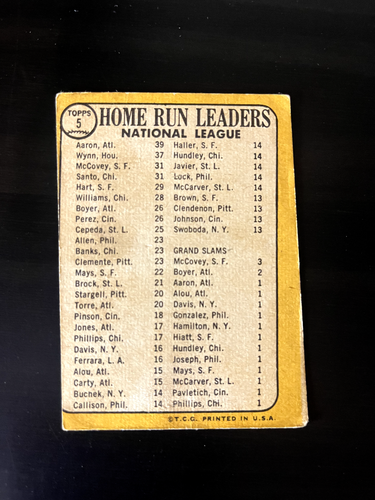 TOPPS
5
HOME RUN LEADERS
NATIONAL LEAGUE
Aaron, Atl. 39
Wynn, Hou. 37
McCovey, S. F. 31
Santo, Chi. 31
Hart, S. F. 29
Williams, Chi. 28
Boyer, Atl. 26
Perez, Cin. 26
Cepeda, St. L. 25
Allen, Phil. 23
Banks, Chi. 23
Clemente, Pitt. 23
Mays, S. F. 22
Brock, St. L. 21
Stargell, Pitt. 20
Torre, Atl. 20
Pinson, Cin. 18
Jones, Atl. 17
Phillips, Chi. 17
Davis, N. Y. 16
Ferrara, L. A. 16
Alou, Atl. 15
Carty, Atl. 15
Buchek, N. Y. 14
Callison, Phil. 14
Haller, S. F. 14
Hundley, Chi. 14
Javier, St. L. 14
Lock, Phil. 14
McCarver, St. L. 14
Brown, S. F. 13
Clendenon, Pitt. 13
Johnson, Cin. 13
Swoboda, N. Y. 13
GRAND SLAMS
McCovey, S. F. 3
Boyer, Atl. 2
Aaron, Atl. 1
Alou, Atl. 1
Davis, N. Y. 1
Gonzalez, Phil. 1
Hamilton, N. Y. 1
Hiatt, S. F. 1
Hundley, Chi. 1
Joseph, Phil. 1
Mays, S. F. 1
McCarver, St. L. 1
Pavletich, Cin. 1
Phillips, Chi. 1
© T.C.G. PRINTED IN U.S.A.